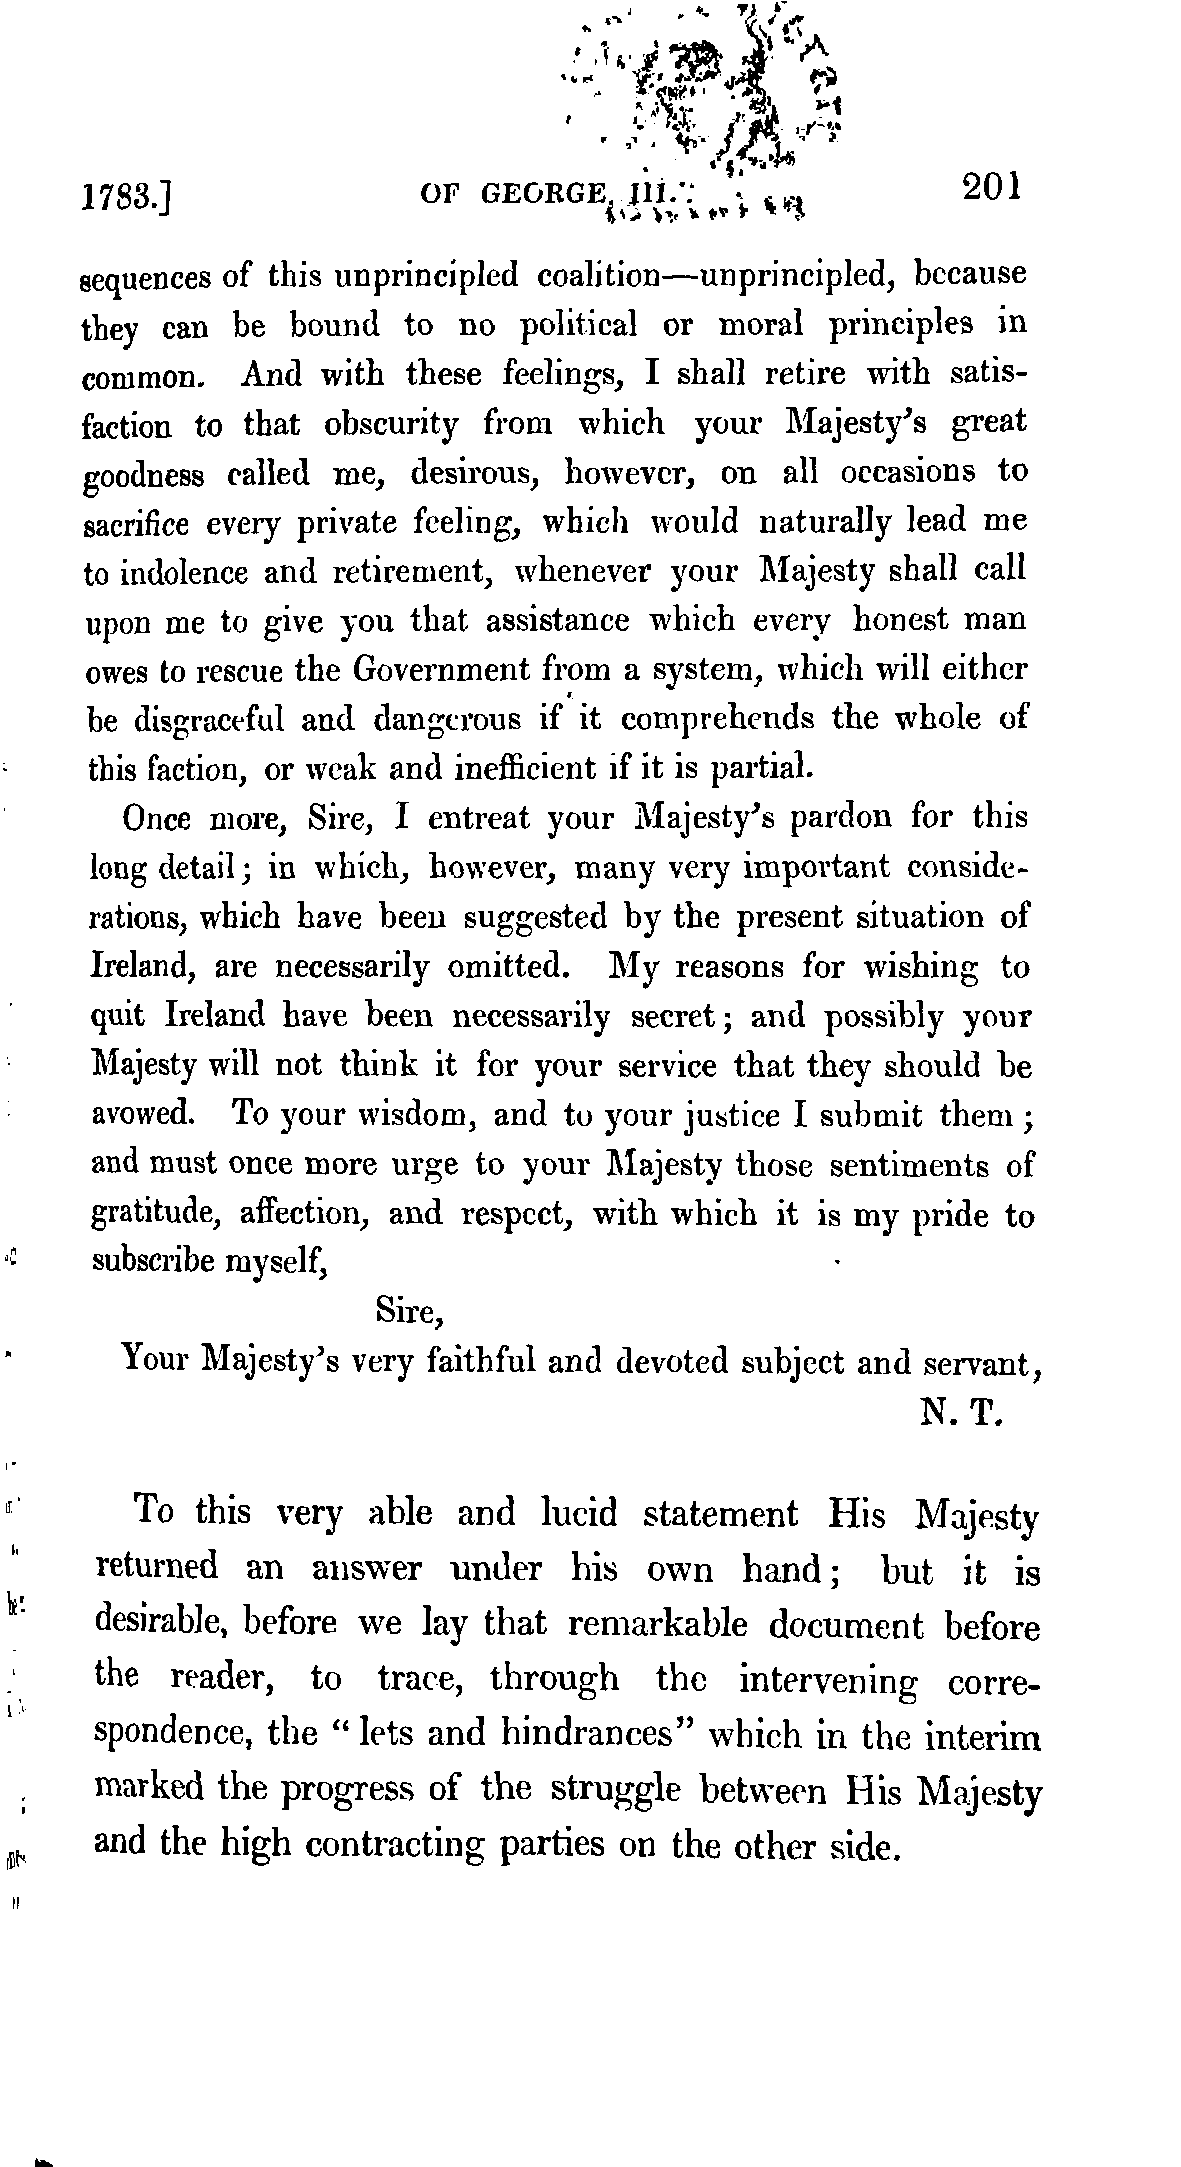 1783.] OF GEORGE III. 201
sequences of this unprincipled coalition—unprincipled, because
they can be bound to no political or moral principles in
common. And with these feelings, I shall retire with satis-
faction to that obscurity from which your Majesty's great
goodness called me, desirous, however, on all occasions to
sacrifice every private feeling, which would naturally lead me
to indolence and retirement, whenever your Majesty shall call
upon me to give you that assistance which every honest man
owes to rescue the Government from a system, which will either
be disgraceful and dangerous if it comprehends the whole of
this faction, or weak and inefficient if it is partial.
Once more, Sire, I entreat your Majesty's pardon for this
long detail; in which, however, many very important conside-
rations, which have been suggested by the present situation of
Ireland, are necessarily omitted. My reasons for wishing to
quit Ireland have been necessarily secret; and possibly your
Majesty will not think it for your service that they should be
avowed. To your wisdom, and to your justice I submit them;
and must once more urge to your Majesty those sentiments of
gratitude, affection, and respect, with which it is my pride to
subscribe myself,
Sire,
Your Majesty's very faithful and devoted subject and servant,
N. T.
To this very able and lucid statement His Majesty
returned an answer under his own hand; but it is
desirable, before we lay that remarkable document before
the reader, to trace, through the intervening corre-
spondence, the "lets and hindrances" which in the interim
marked the progress of the struggle between His Majesty
and the high contracting parties on the other side.